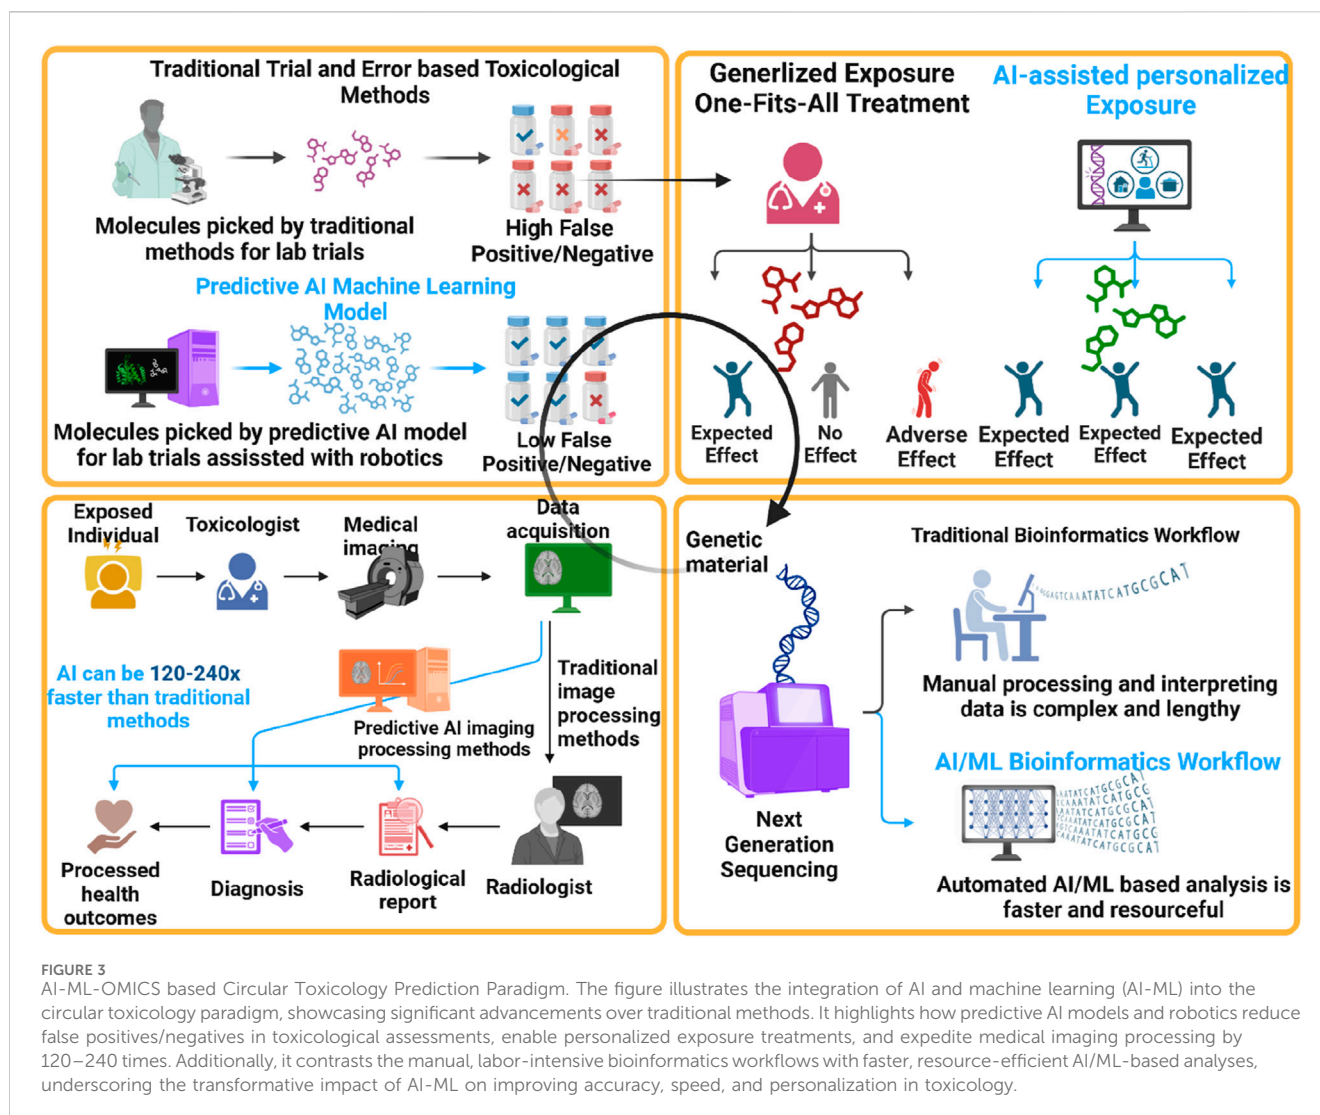 Traditional Trial and Error based Toxicological
Methods
Molecules picked by traditional
methods for lab trials
High False
Positive/Negative
Predictive AI Machine Learning
Model
Molecules picked by predictive AI model
for lab trials assissted with robotics
Low False
Positive/Negative
Generlized Exposure
One-Fits-All Treatment
AI-assisted personalized
Exposure
Expected
Effect
No
Effect
Adverse
Effect
Expected
Effect
Expected
Effect
Expected
Effect
Exposed
Individual
Toxicologist
Medical
imaging
Data
acquisition
AI can be 120-240x
faster than traditional
methods
Predictive AI imaging
processing methods
Traditional
image
processing
methods
Processed
health
outcomes
Diagnosis
Radiological
report
Radiologist
Genetic
material
Next
Generation
Sequencing
Traditional Bioinformatics Workflow
Manual processing and interpreting
data is complex and lengthy
AI/ML Bioinformatics Workflow
Automated AI/ML based analysis is
faster and resourceful
FIGURE 3
AI-ML-OMICS based Circular Toxicology Prediction Paradigm. The figure illustrates the integration of AI and machine learning (AI-ML) into the
circular toxicology paradigm, showcasing significant advancements over traditional methods. It highlights how predictive AI models and robotics reduce
false positives/negatives in toxicological assessments, enable personalized exposure treatments, and expedite medical imaging processing by
120–240 times. Additionally, it contrasts the manual, labor-intensive bioinformatics workflows with faster, resource-efficient AI/ML-based analyses,
underscoring the transformative impact of AI-ML on improving accuracy, speed, and personalization in toxicology.